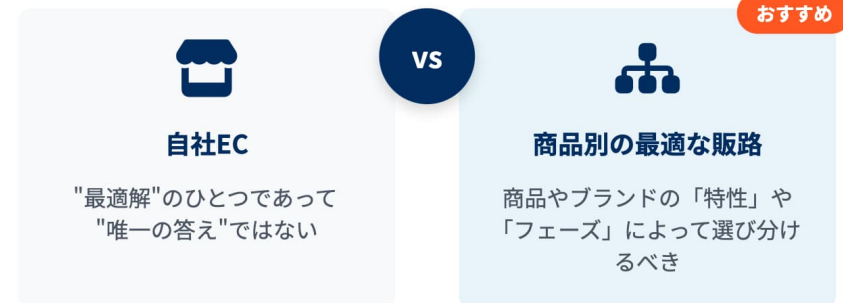 おすすめ
VS
自社EC
"最適解"のひとつであって
"唯一の答え"ではない
商品別の最適な販路
商品やブランドの「特性」や
「フェーズ」によって選び分け
るべき